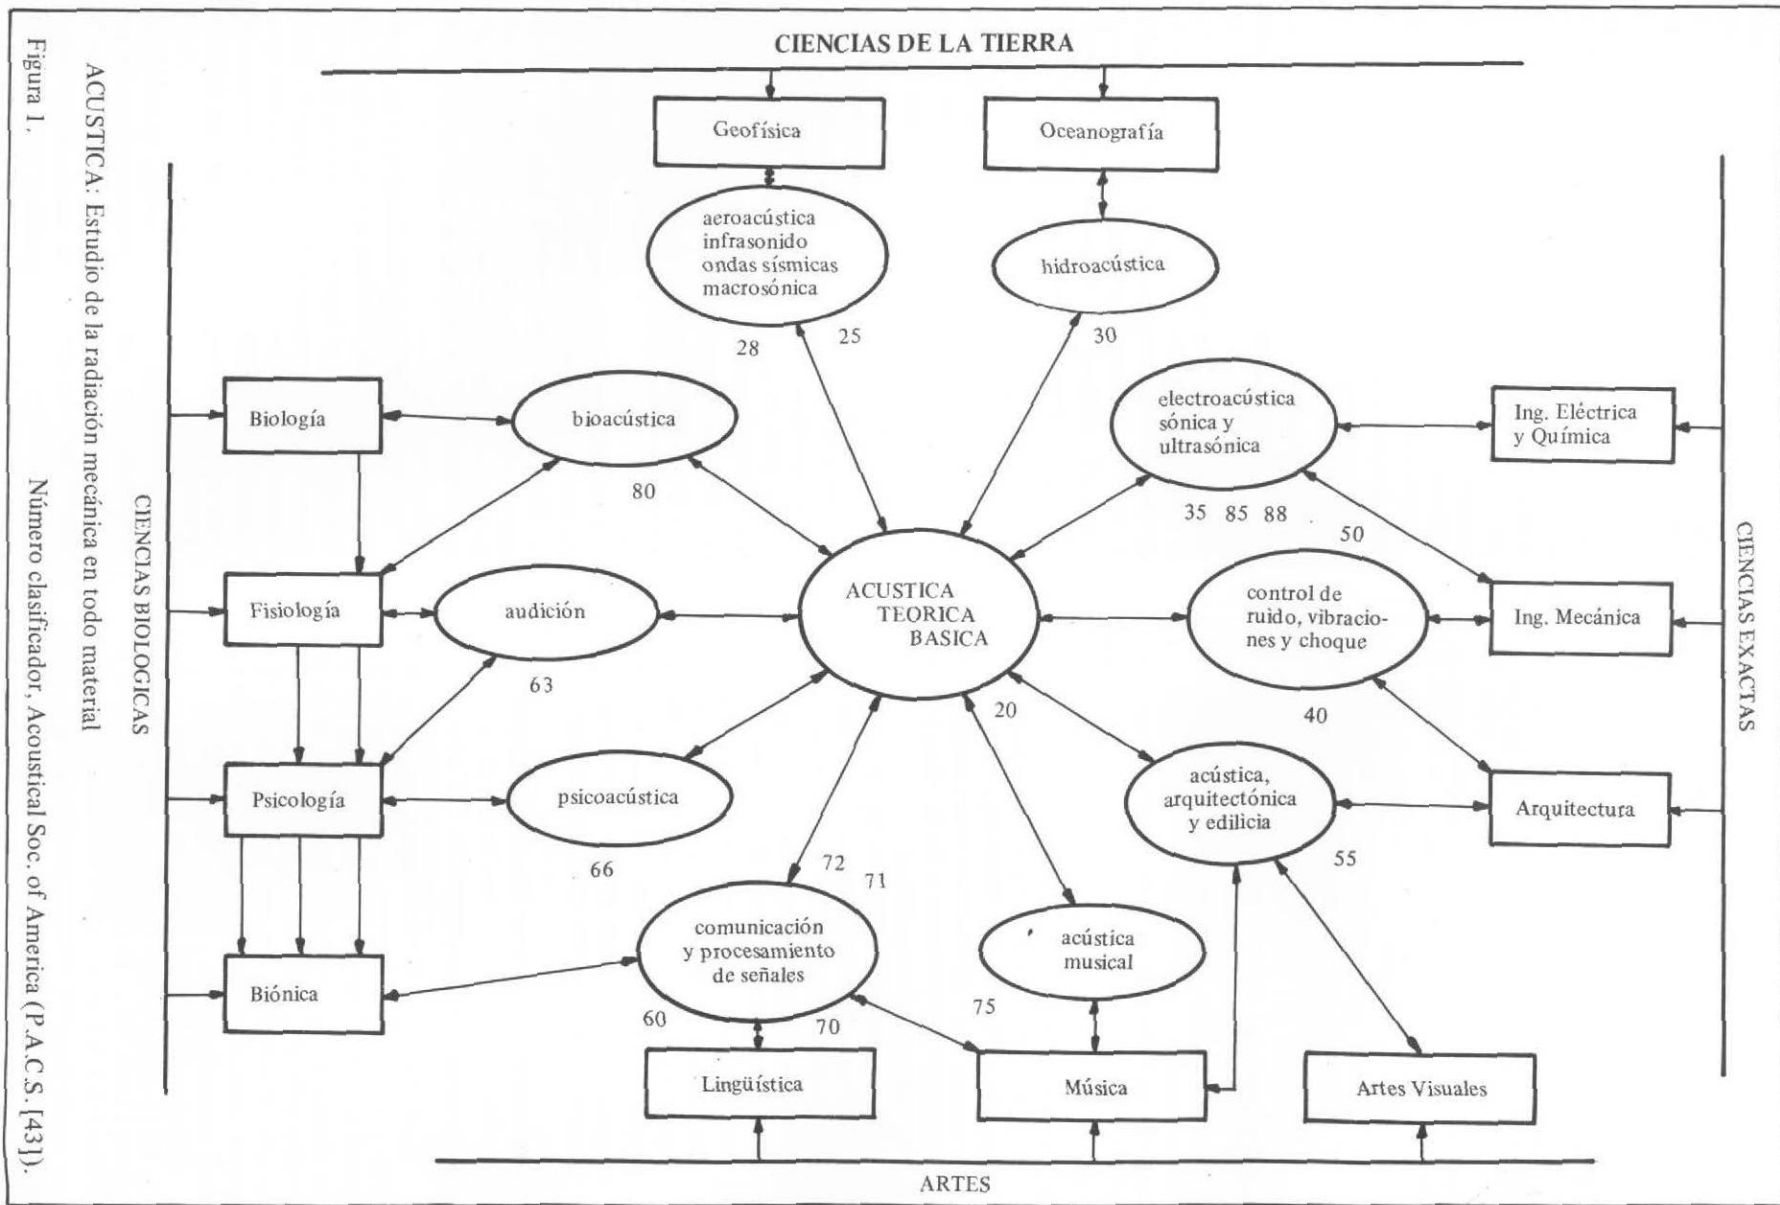 CIENCIAS DE LA TIERRA
Geofísica
Oceanografía
aeroacústica
infrasonido
ondas sísmicas
macrosónica
hidroacústica
28
25
30
Biología
bioacústica
80
electroacústica
sónica y
ultrasónica
35 85 88
50
Ing. Eléctrica
y Química
Fisiología
audición
63
ACUSTICA
TEORICA
BASICA
20
control de
ruido, vibracio-
nes y choque
40
Ing. Mecánica
Psicología
psicoacústica
66
acústica,
arquitectónica
y edilicia
55
Arquitectura
72
71
Biónica
comunicación
y procesamiento
de señales
60
70
acústica
musical
75
Lingüística
Música
Artes Visuales
ARTES
CIENCIAS BIOLOGICAS
CIENCIAS EXACTAS
ACUSTICA: Estudio de la radiación mecánica en todo material
Figura 1.
Número clasificador, Acoustical Soc. of America (P.A.C.S. [43]).